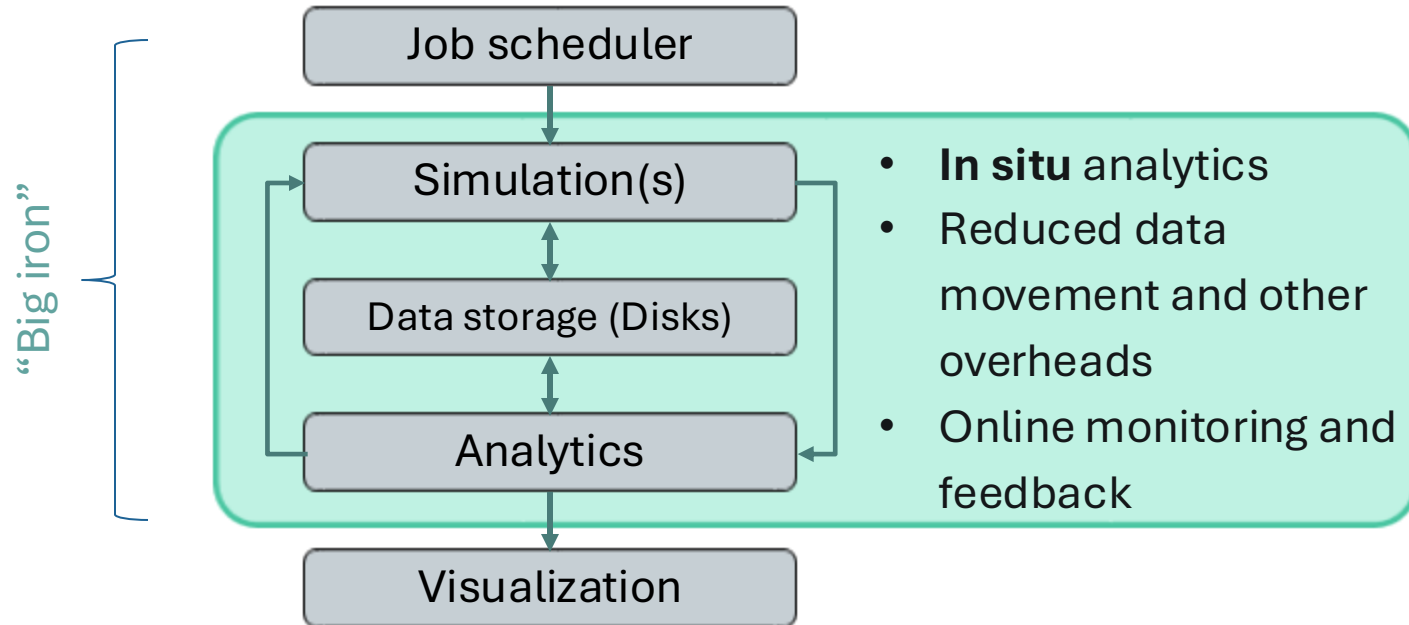 Job scheduler
“Big iron”
Simulation(s)
Data storage (Disks)
Analytics
Visualization
• In situ analytics
• Reduced data
movement and other
overheads
• Online monitoring and
feedback